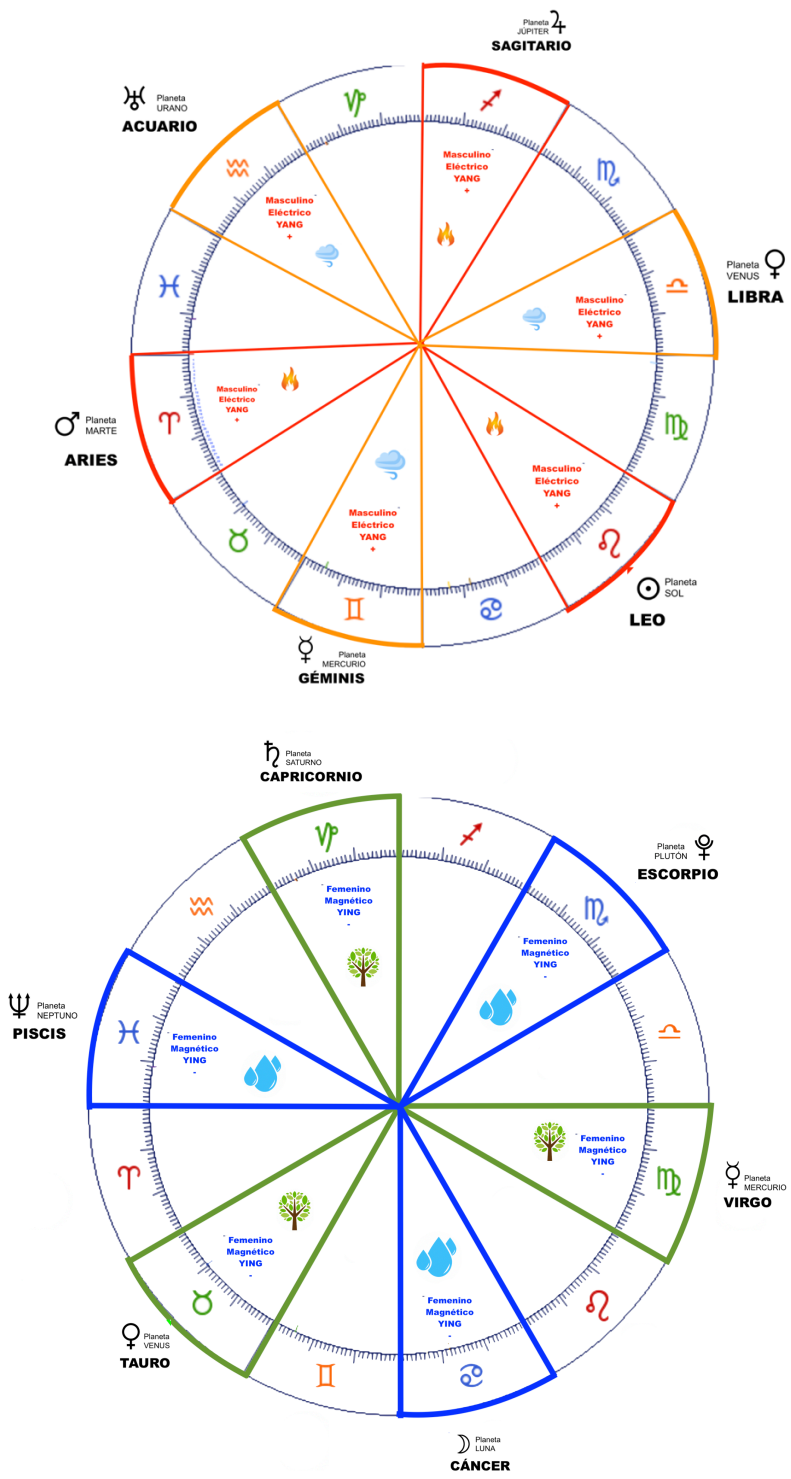 Planeta
JÚPITER ♃
SAGITARIO
♅ Planeta
URANO
ACUARIO
♑
♐
Masculino
Eléctrico
YANG
+
♏
♒
Masculino
Eléctrico
YANG
+
Planeta
VENUS ♀
LIBRA
♓
♎
Masculino
Eléctrico
YANG
+
♂ Planeta
MARTE
ARIES
♈
Masculino
Eléctrico
YANG
+
♍
Masculino
Eléctrico
YANG
+
Masculino
Eléctrico
YANG
+
♉
♌
♊
♋
☉ Planeta
SOL
LEO
☿ Planeta
MERCURIO
GÉMINIS
♄ Planeta
SATURNO
CAPRICORNIO
♑
♐
Planeta
PLUTÓN
ESCORPIO
♒
Femenino
Magnético
YING
-
♏
Femenino
Magnético
YING
-
♆ Planeta
NEPTUNO
PISCIS
♓
Femenino
Magnético
YING
-
♎
♈
Femenino
Magnético
YING
-
♍
☿ Planeta
MERCURIO
VIRGO
Femenino
Magnético
YING
-
♉
Femenino
Magnético
YING
-
♌
♀ Planeta
VENUS
TAURO
♊
♋
☽ Planeta
LUNA
CÁNCER